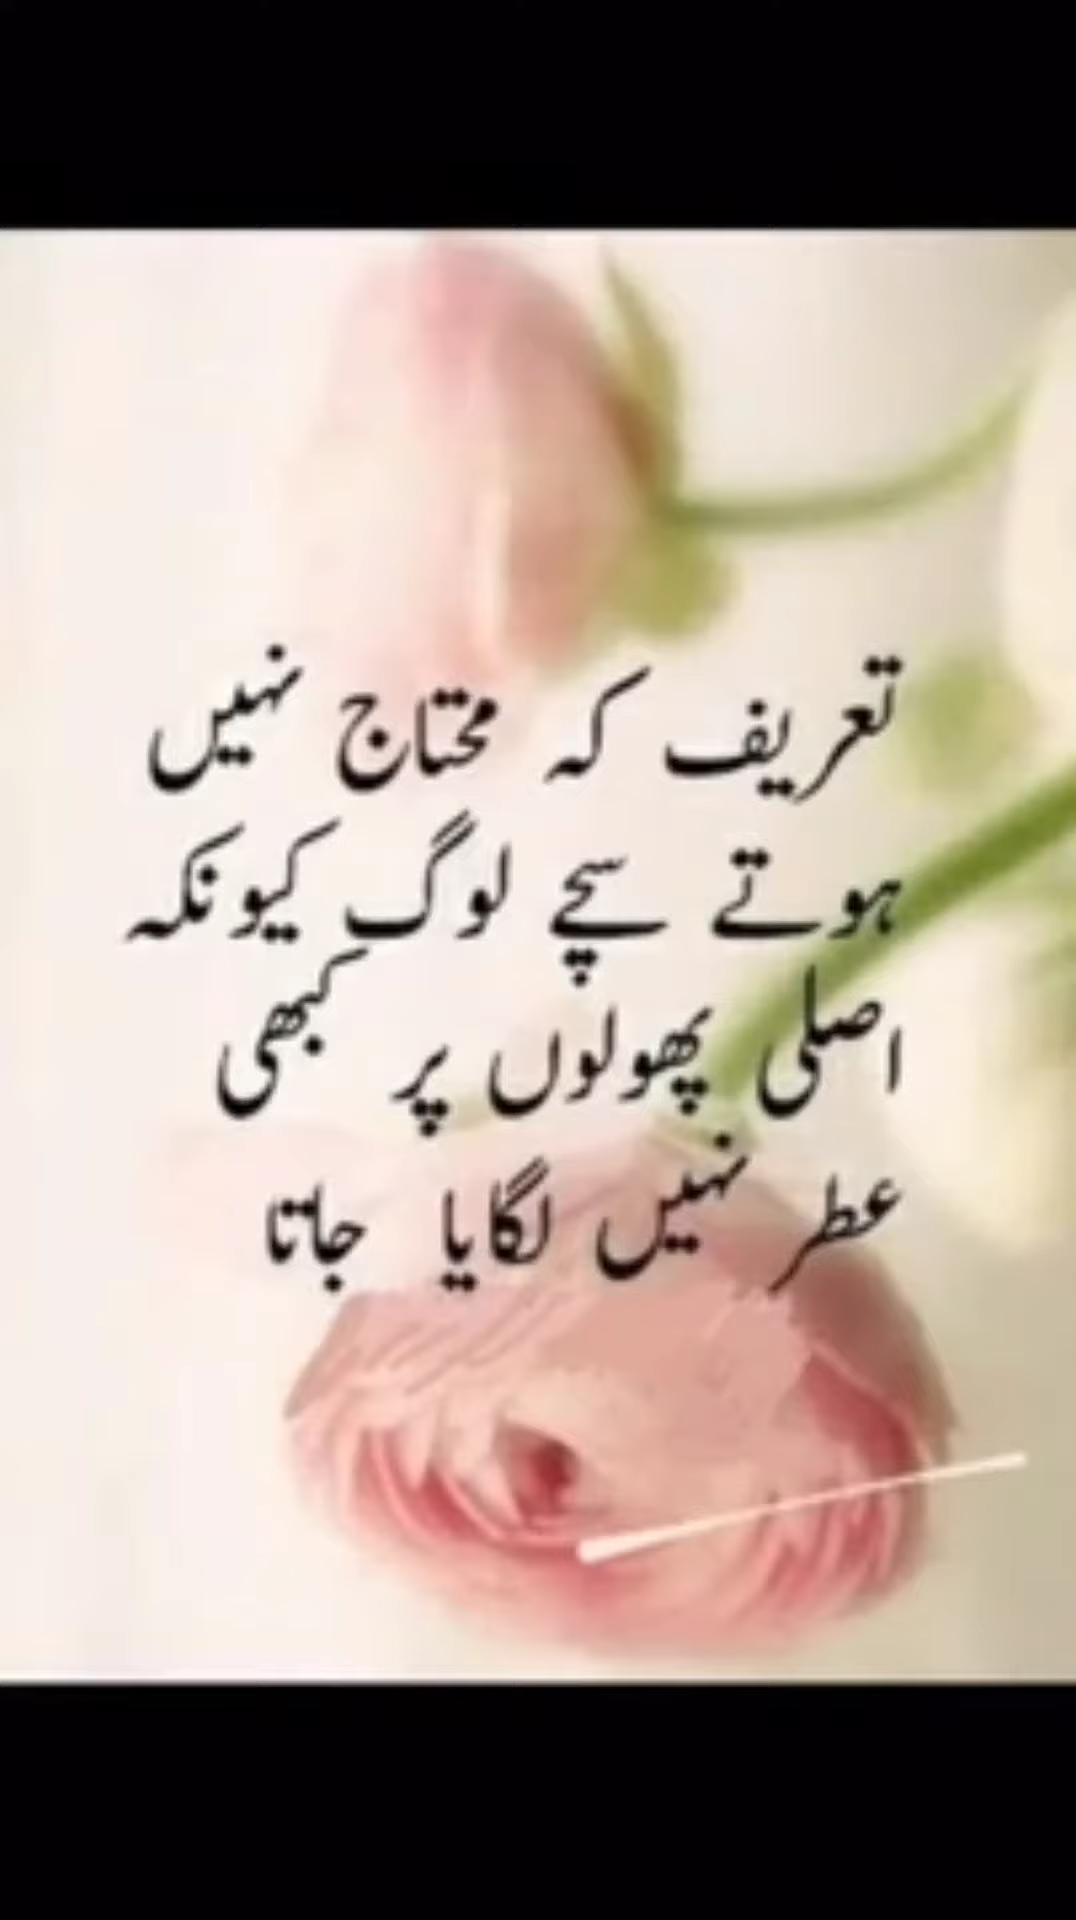 تعریف کہ محتاج نہیں
ہوتے سچے لوگ کیونکہ
اصلی پھولوں پر کبھی
عطر نہیں لگایا جاتا